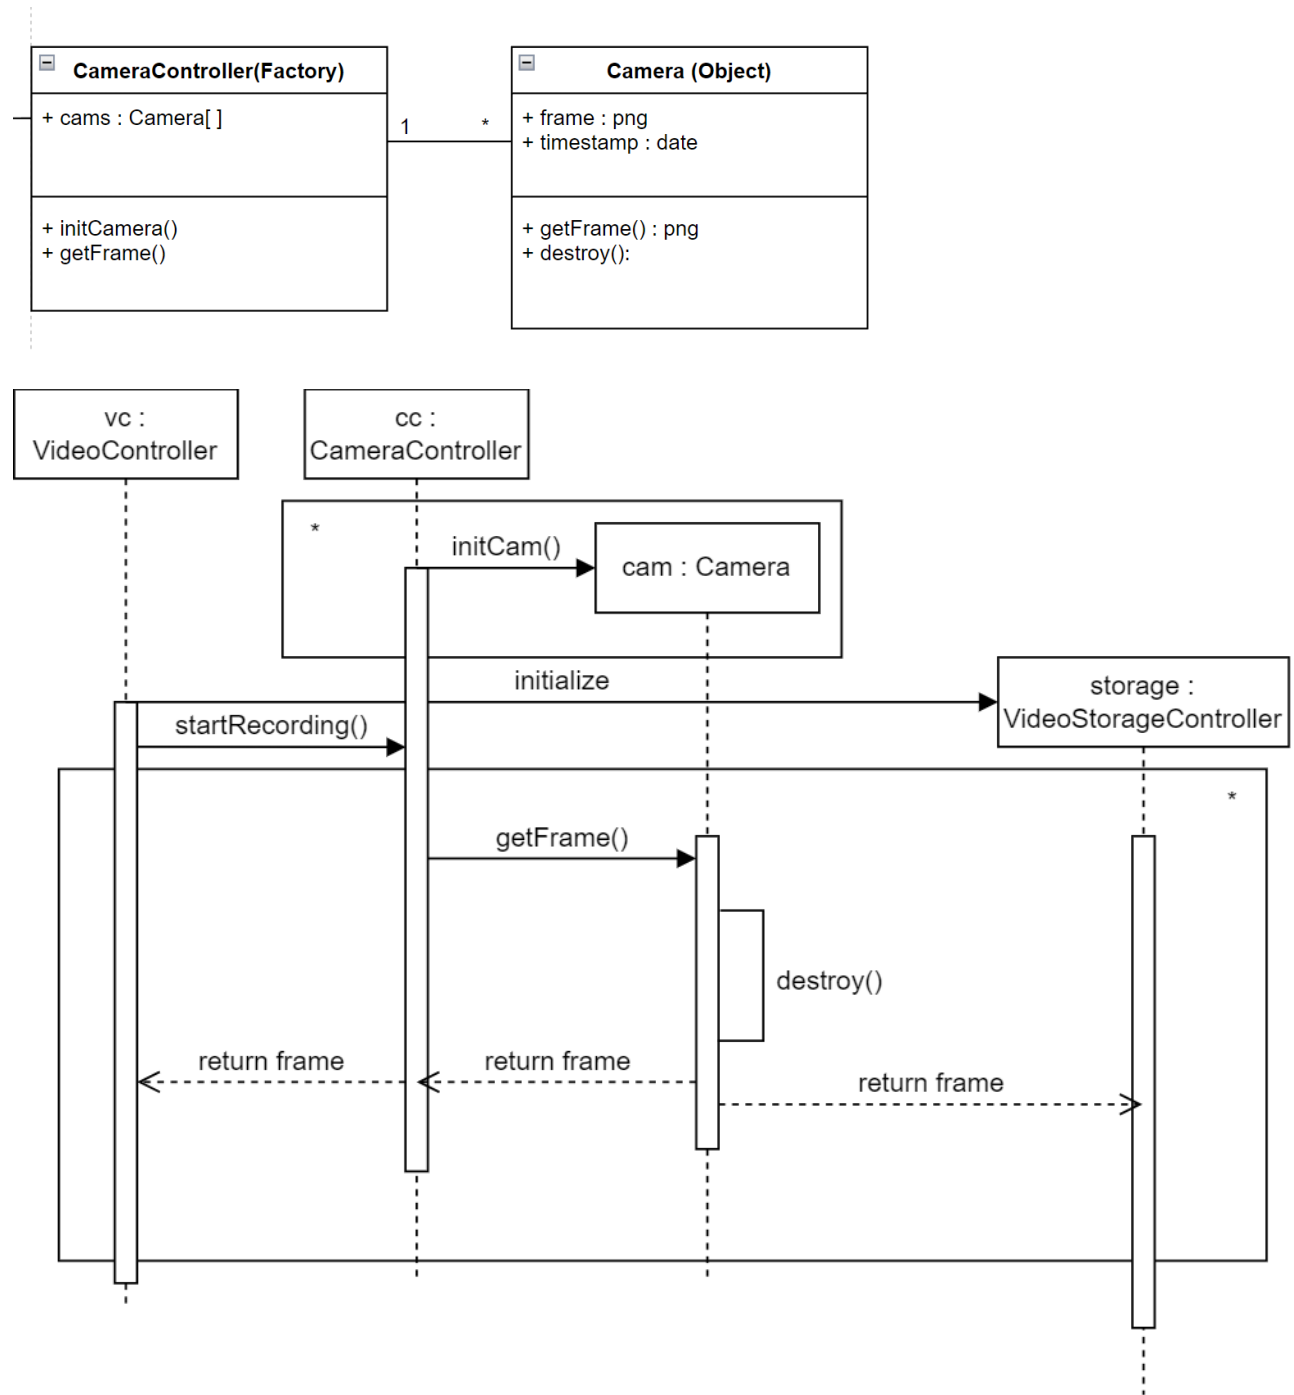 CameraController(Factory)
+ cams : Camera[ ]
+ initCamera()
+ getFrame()
1
*
Camera (Object)
+ frame : png
+ timestamp : date
+ getFrame() : png
+ destroy():
vc :
VideoController
cc :
CameraController
*
initCam()
cam : Camera
initialize
storage :
VideoStorageController
startRecording()
*
getFrame()
destroy()
return frame
return frame
return frame